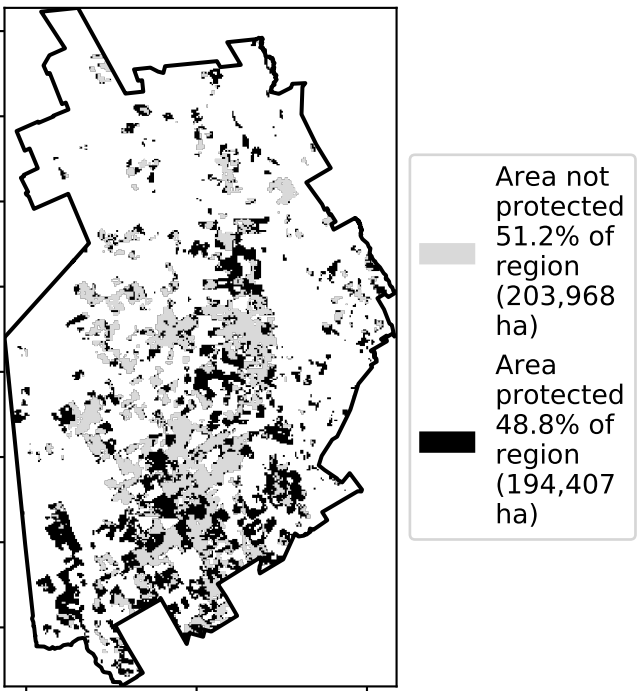 Area not
protected
51.2% of
region
(203,968
ha)
Area
protected
48.8% of
region
(194,407
ha)